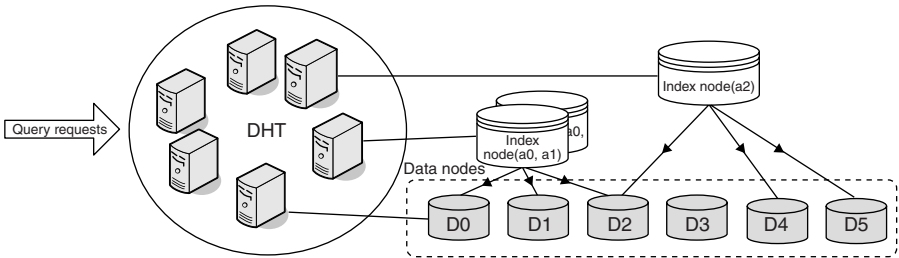 Query requests
DHT
Index node(a2)
a0,
Index
node(a0, a1)
Data nodes
D0
D1
D2
D3
D4
D5